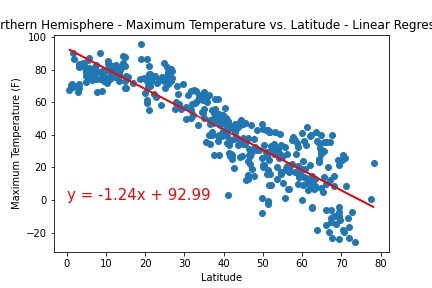 rthern Hemisphere - Maximum Temperature vs. Latitude - Linear Regres
100
80
60
40
20
0
−20
Maximum Temperature (F)
y = -1.24x + 92.99
0 10 20 30 40 50 60 70 80
Latitude